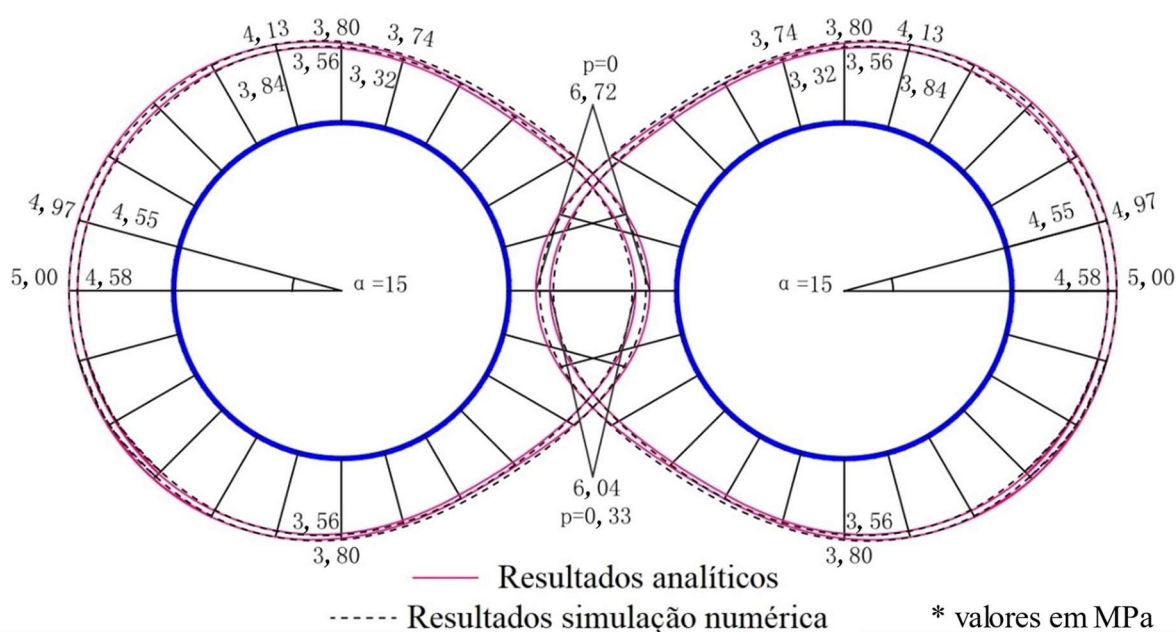 4,13 3,80 3,74 3,74 3,80 4,13
3,56 3,56
3,84 3,32 3,32 3,84
p=0
6,72
4,97 4,55 4,55 4,97
5,00 4,58 α=15 α=15 4,58 5,00
6,04
p=0,33
3,56 3,56
3,80 3,80
Resultados analíticos
Resultados simulação numérica
* valores em MPa